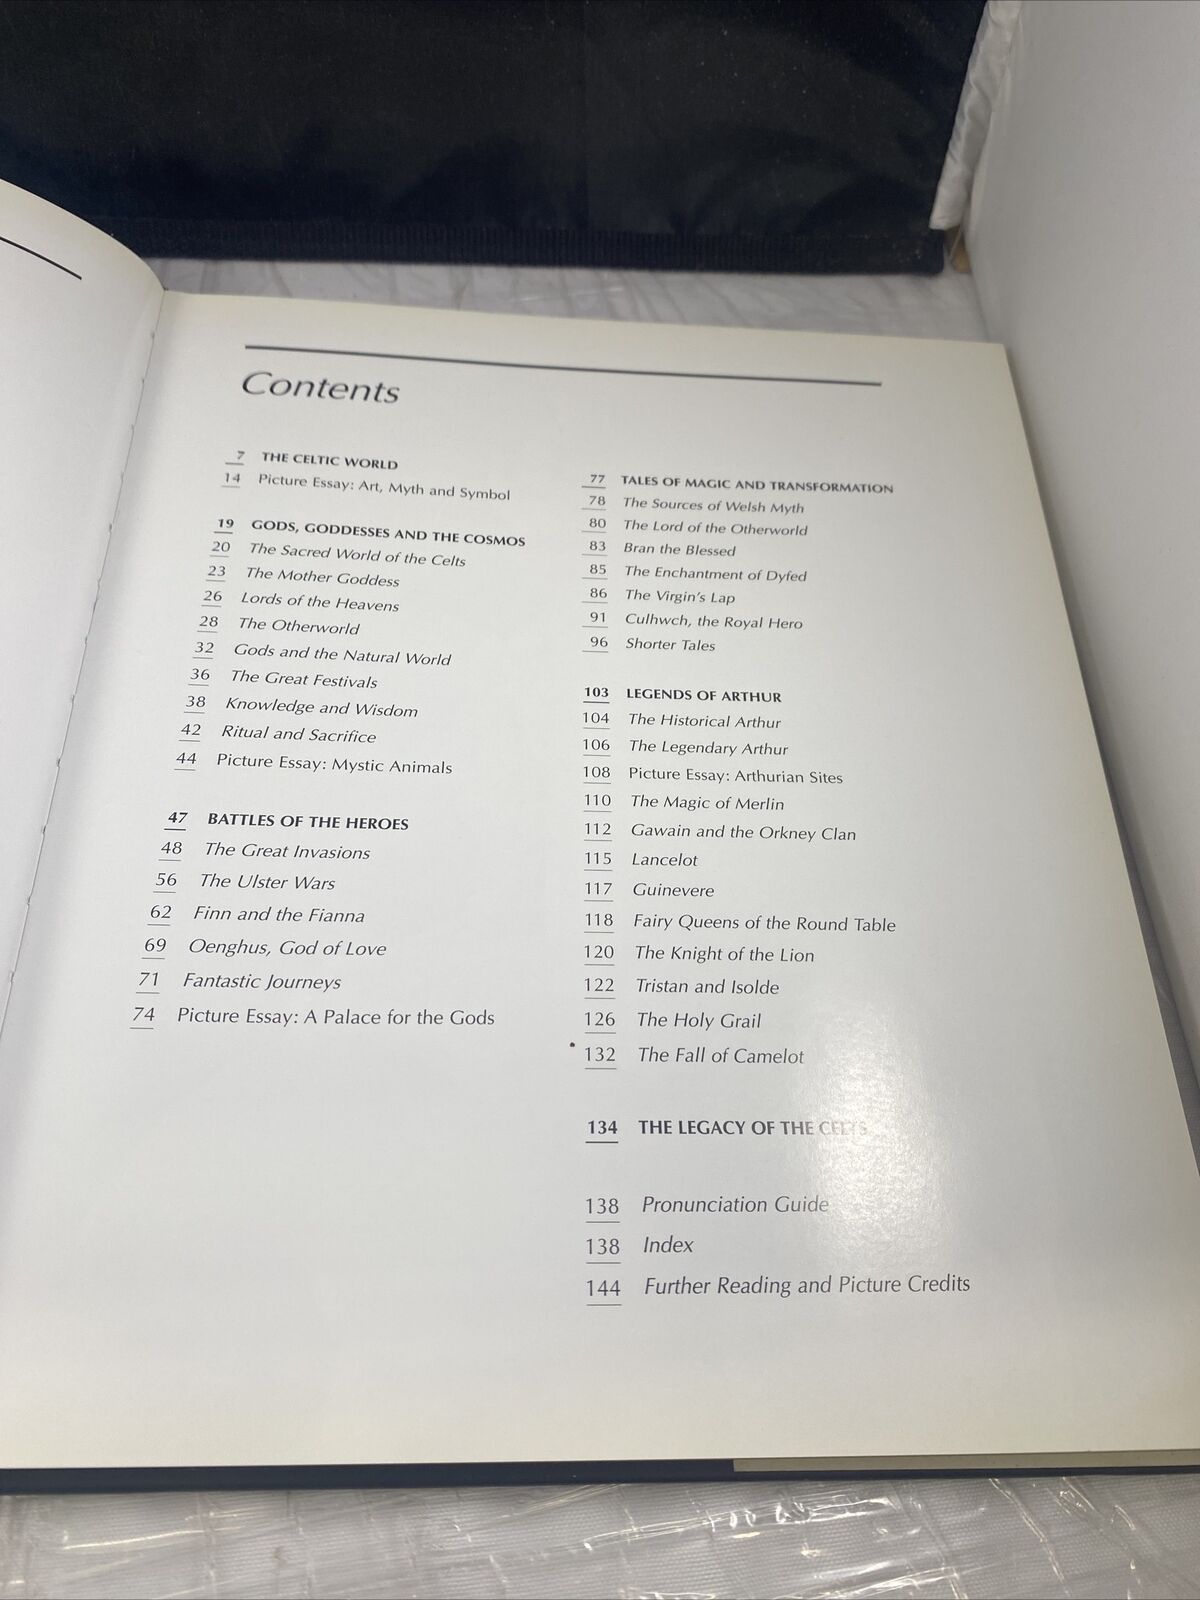 Contents
7 THE CELTIC WORLD
14 Picture Essay: Art, Myth and Symbol
19 GODS, GODDESSES AND THE COSMOS
20 The Sacred World of the Celts
23 The Mother Goddess
26 Lords of the Heavens
28 The Otherworld
32 Gods and the Natural World
36 The Great Festivals
38 Knowledge and Wisdom
42 Ritual and Sacrifice
44 Picture Essay: Mystic Animals
47 BATTLES OF THE HEROES
48 The Great Invasions
56 The Ulster Wars
62 Finn and the Fianna
69 Oenghus, God of Love
71 Fantastic Journeys
74 Picture Essay: A Palace for the Gods
77 TALES OF MAGIC AND TRANSFORMATION
78 The Sources of Welsh Myth
80 The Lord of the Otherworld
83 Bran the Blessed
85 The Enchantment of Dyfed
86 The Virgin's Lap
91 Culhwch, the Royal Hero
96 Shorter Tales
103 LEGENDS OF ARTHUR
104 The Historical Arthur
106 The Legendary Arthur
108 Picture Essay: Arthurian Sites
110 The Magic of Merlin
112 Gawain and the Orkney Clan
115 Lancelot
117 Guinevere
118 Fairy Queens of the Round Table
120 The Knight of the Lion
122 Tristan and Isolde
126 The Holy Grail
132 The Fall of Camelot
134 THE LEGACY OF THE CELTS
138 Pronunciation Guide
138 Index
144 Further Reading and Picture Credits